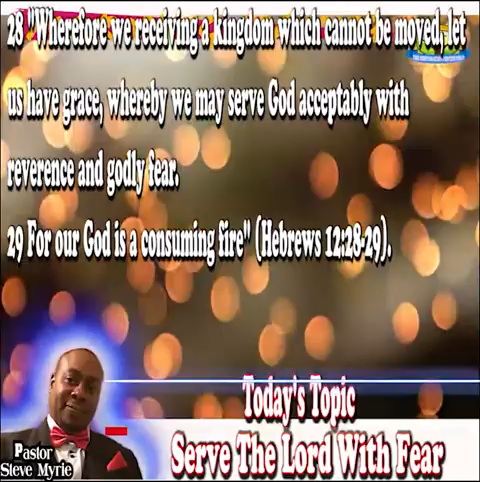 28 "Wherefore we receiving a kingdom which cannot be moved, let
us have grace, whereby we may serve God acceptably with
reverence and godly fear.
29 For our God is a consuming fire" (Hebrews 12:28-29).
Today's Topic
Serve The Lord With Fear
Pastor
Steve Myrie